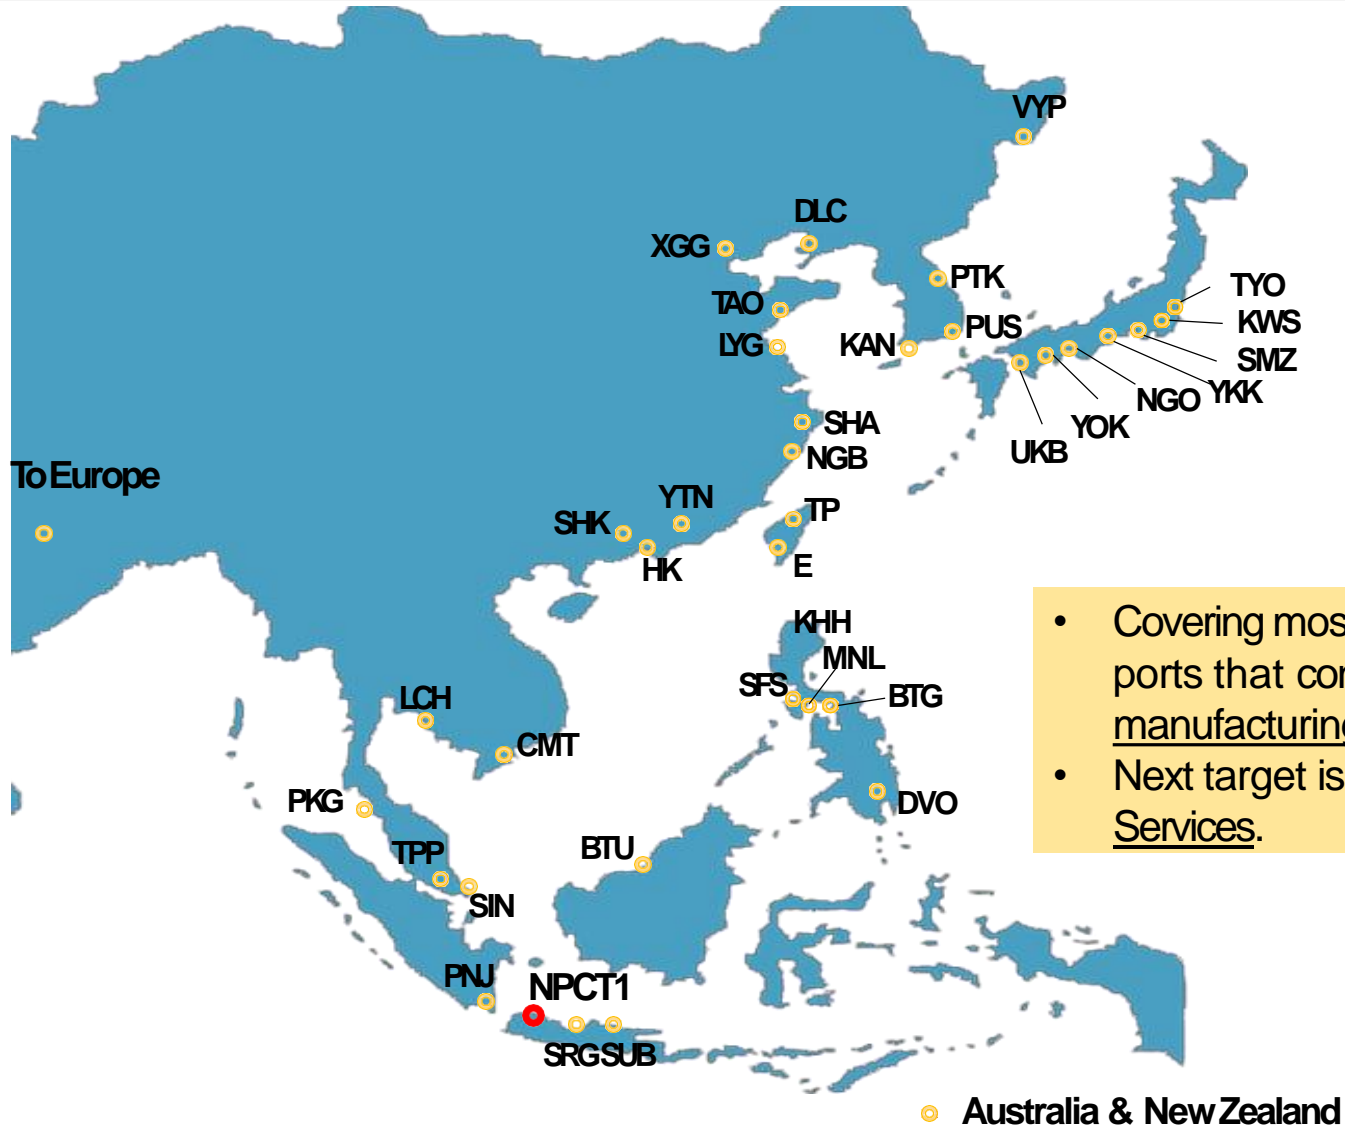 VYP
DLC
XGG
PTK
TYO
TAO
KWS
PUS
LYG
KAN
SMZ
YKK
NGO
SHA
YOK
UKB
NGB
To Europe
YTN
TP
SHK
HK
E
KHH
MNL
SFS
BTG
LCH
CMT
PKG
DVO
TPP
BTU
SIN
PNJ
NPCT1
SRG SUB
• Covering mos
ports that cor
manufacturing
• Next target is
Services.
Australia & New Zealand